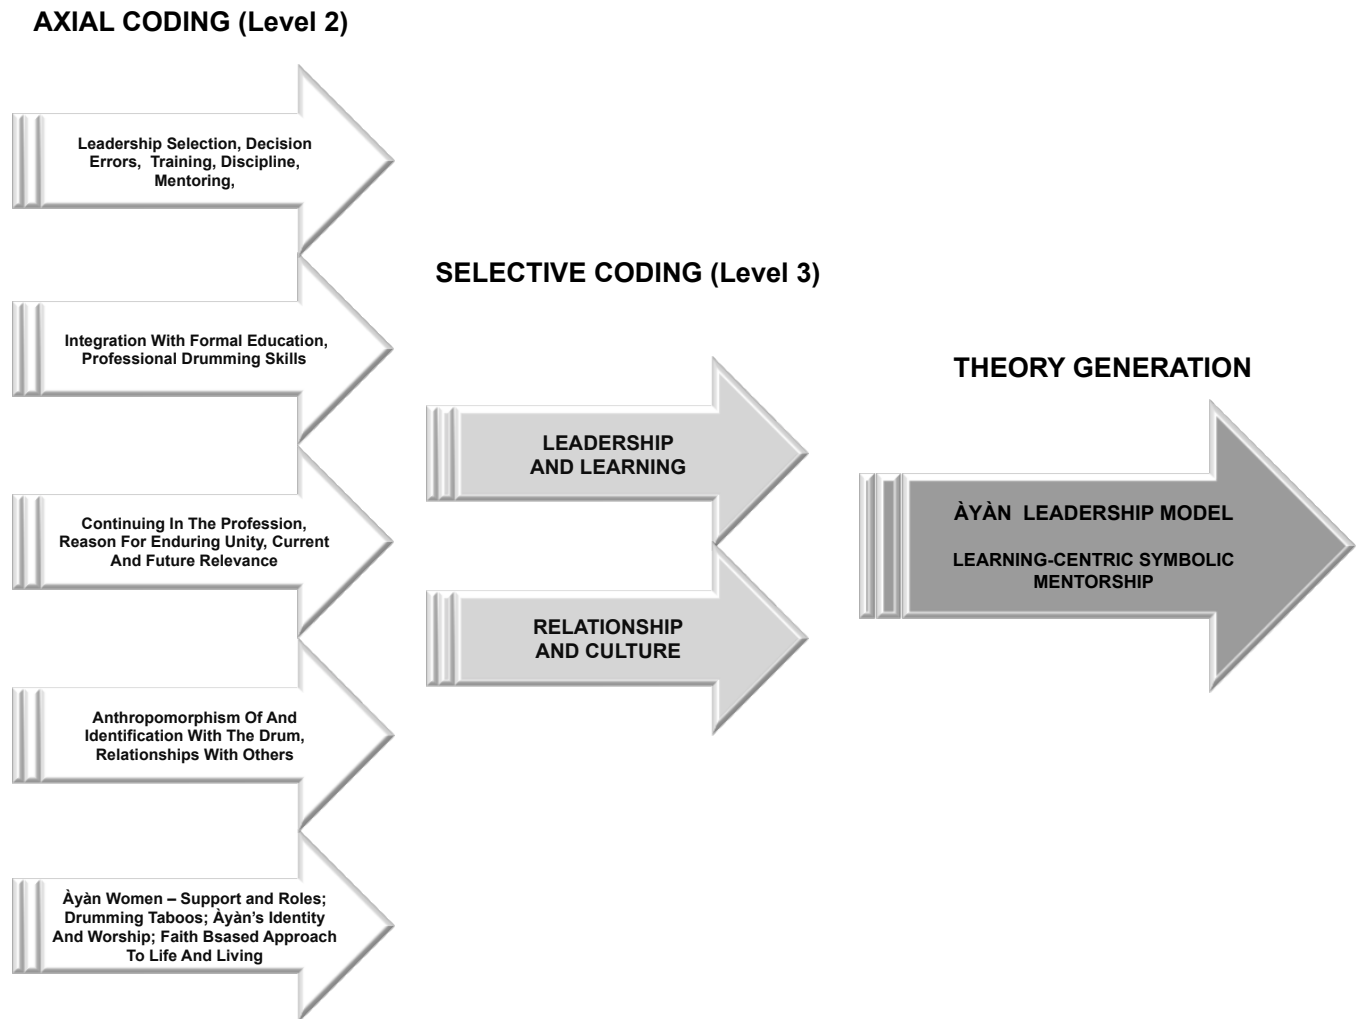 AXIAL CODING (Level 2)
Leadership Selection, Decision
Errors, Training, Discipline,
Mentoring,
Integration With Formal Education,
Professional Drumming Skills
Continuing In The Profession,
Reason For Enduring Unity, Current
And Future Relevance
Anthropomorphism Of And
Identification With The Drum,
Relationships With Others
Àyàn Women – Support and Roles;
Drumming Taboos; Àyàn’s Identity
And Worship; Faith Bsased Approach
To Life And Living
SELECTIVE CODING (Level 3)
LEADERSHIP
AND LEARNING
RELATIONSHIP
AND CULTURE
THEORY GENERATION
ÀYÀN LEADERSHIP MODEL
LEARNING-CENTRIC SYMBOLIC
MENTORSHIP